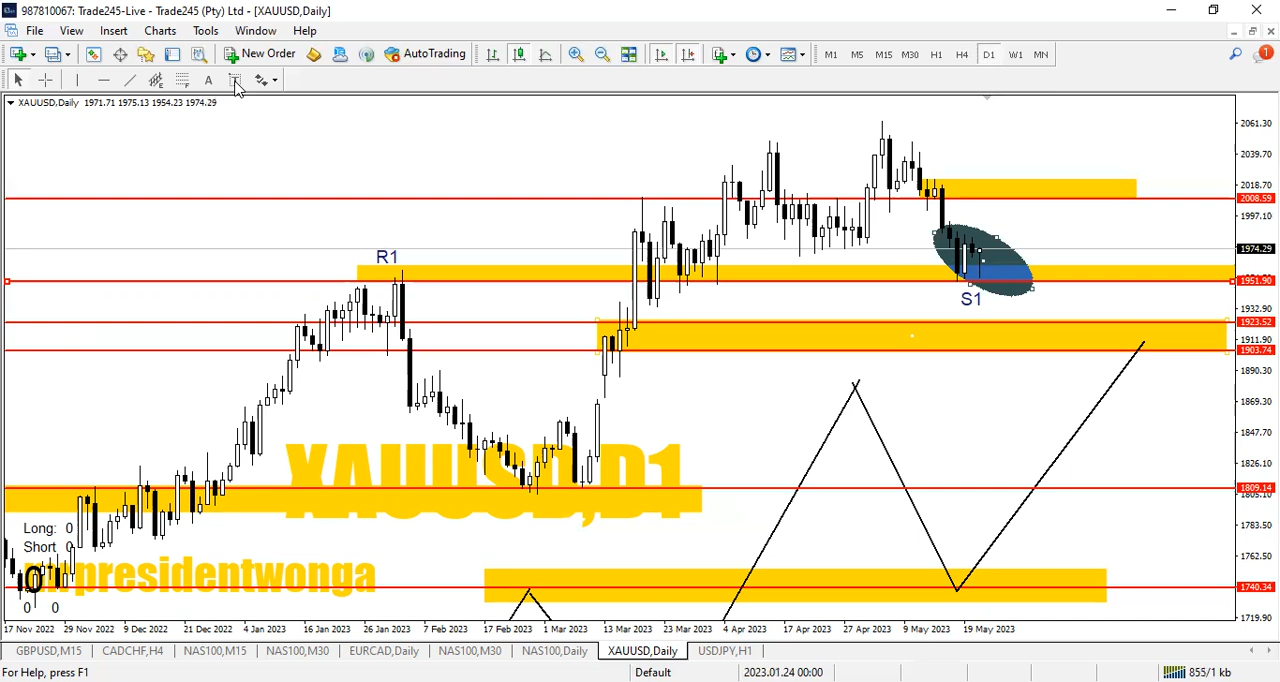 987810067: Trade245-Live - Trade245 (Pty) Ltd - [XAUUSD,Daily]
File View Insert Charts Tools Window Help
New Order AutoTrading M1 M5 M15 M30 H1 H4 D1 W1 MN 1
A
XAUUSD,Daily 1971.71 1975.13 1954.23 1974.29
2061.30
2039.70
2018.70
2008.59
1997.10
1974.29
R1
1951.90
S1
1932.90
1923.52
1911.90
1903.74
1890.30
1869.30
1847.70
1826.10
XAUUSD,D1
1809.14
1805.10
Long: 0
1783.50
Short 0
1762.50
presidentwonga
0
1740.34
0 0
1719.90
17 Nov 2022 29 Nov 2022 9 Dec 2022 21 Dec 2022 4 Jan 2023 16 Jan 2023 26 Jan 2023 7 Feb 2023 17 Feb 2023 1 Mar 2023 13 Mar 2023 23 Mar 2023 4 Apr 2023 17 Apr 2023 27 Apr 2023 9 May 2023 19 May 2023
GBPUSD,M15 CADCHF,H4 NAS100,M15 NAS100,M30 EURCAD,Daily NAS100,M30 NAS100,Daily XAUUSD,Daily USDJPY,H1
For Help, press F1 Default 2023.01.24 00:00 855/1 kb